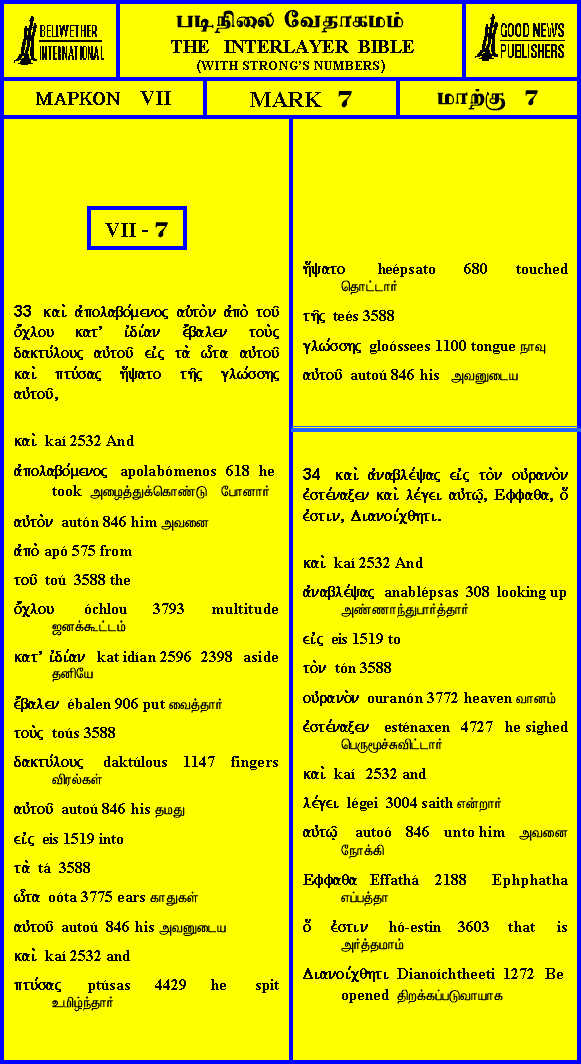 BELLWETHER
INTERNATIONAL
படிநிலை வேதாகமம்
THE INTERLAYER BIBLE
(WITH STRONG'S NUMBERS)
GOOD NEWS
PUBLISHERS
ΜΑΡΚΟΝ VII
MARK 7
மாற்கு 7
VII - 7
33 καὶ ἀπολαβόμενος αὐτὸν ἀπὸ τοῦ
ὄχλου κατ' ἰδίαν ἔβαλεν τοὺς
δακτύλους αὐτοῦ εἰς τὰ ὦτα αὐτοῦ
καὶ πτύσας ἥψατο τῆς γλώσσης
αὐτοῦ,
καὶ kaí 2532 And
ἀπολαβόμενος apolabómenos 618 he
took அழைத்துக்கொண்டு போனார்
αὐτὸν autón 846 him அவனை
ἀπὸ apó 575 from
τοῦ toú 3588 the
ὄχλου óchlou 3793 multitude
ஜனக்கூட்டம்
κατ' ἰδίαν kat idían 2596 2398 aside
தனியே
ἔβαλεν ébalen 906 put வைத்தார்
τοὺς toús 3588
δακτύλους daktúlous 1147 fingers
விரல்கள்
αὐτοῦ autoú 846 his தமது
εἰς eis 1519 into
τὰ tá 3588
ὦτα oóta 3775 ears காதுகள்
αὐτοῦ autoú 846 his அவனுடைய
καὶ kaí 2532 and
πτύσας ptúsas 4429 he spit
உமிழ்ந்தார்
ἥψατο heépsato 680 touched
தொட்டார்
τῆς teés 3588
γλώσσης gloóssees 1100 tongue நாவு
αὐτοῦ autoú 846 his அவனுடைய
34 καὶ ἀναβλέψας εἰς τὸν οὐρανὸν
ἐστέναξεν καὶ λέγει αὐτῷ, Εφφαθα, ὅ
ἐστιν, Διανοίχθητι.
καὶ kaí 2532 And
ἀναβλέψας anablépsas 308 looking up
அண்ணாந்துபார்த்தார்
εἰς eis 1519 to
τὸν tón 3588
οὐρανὸν ouranón 3772 heaven வானம்
ἐστέναξεν esténaxen 4727 he sighed
பெருமூச்சுவிட்டார்
καὶ kaí 2532 and
λέγει légei 3004 saith என்றார்
αὐτῷ autoó 846 unto him அவனை
நோக்கி
Εφφαθα Effathá 2188 Ephphatha
எப்பத்தா
ὅ ἐστιν hó-estin 3603 that is
அர்த்தமாம்
Διανοίχθητι Dianoíchtheeti 1272 Be
opened திறக்கப்படுவாயாக